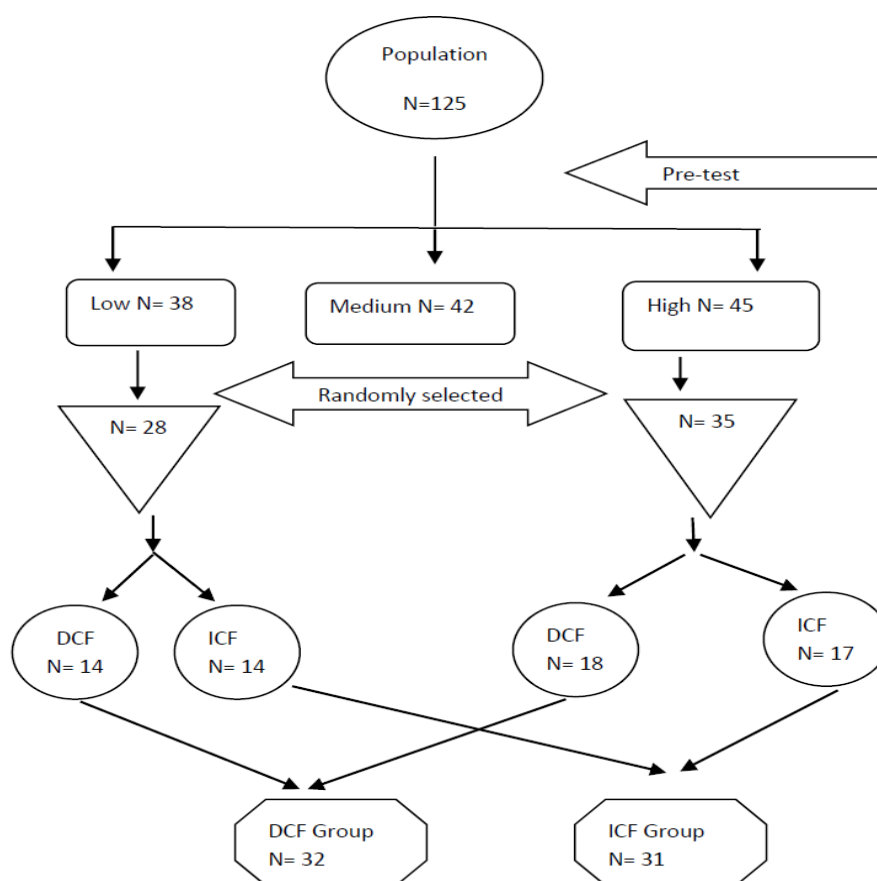 Population
N=125
Pre-test
Low N= 38
Medium N= 42
High N= 45
Randomly selected
N= 28
N= 35
DCF
N= 14
ICF
N= 14
DCF
N= 18
ICF
N= 17
DCF Group
N= 32
ICF Group
N= 31